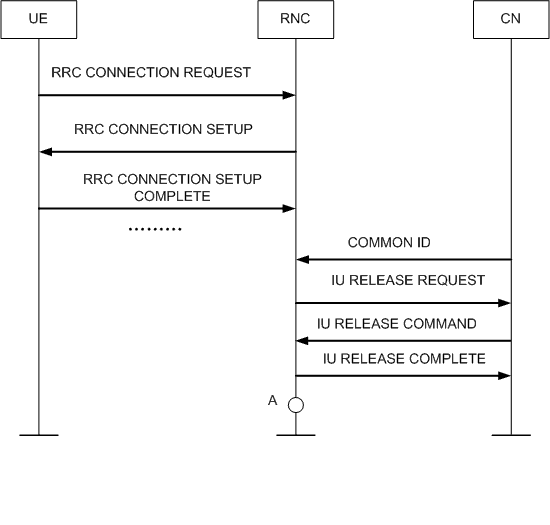 UE
RNC
CN
RRC CONNECTION REQUEST
RRC CONNECTION SETUP
RRC CONNECTION SETUP
COMPLETE
.........
COMMON ID
IU RELEASE REQUEST
IU RELEASE COMMAND
IU RELEASE COMPLETE
A